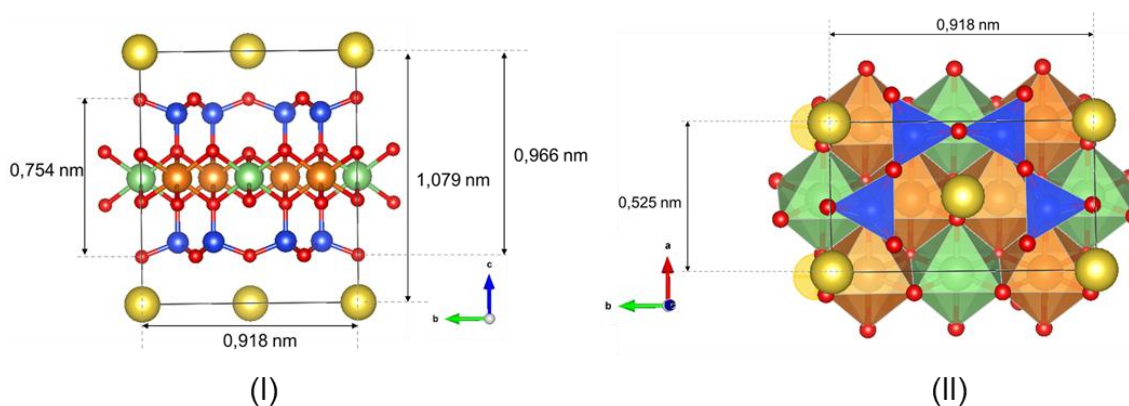 0,918 nm
0,754 nm
0,966 nm
1,079 nm
c
b
0,918 nm
0,525 nm
a
b
(I)
(II)